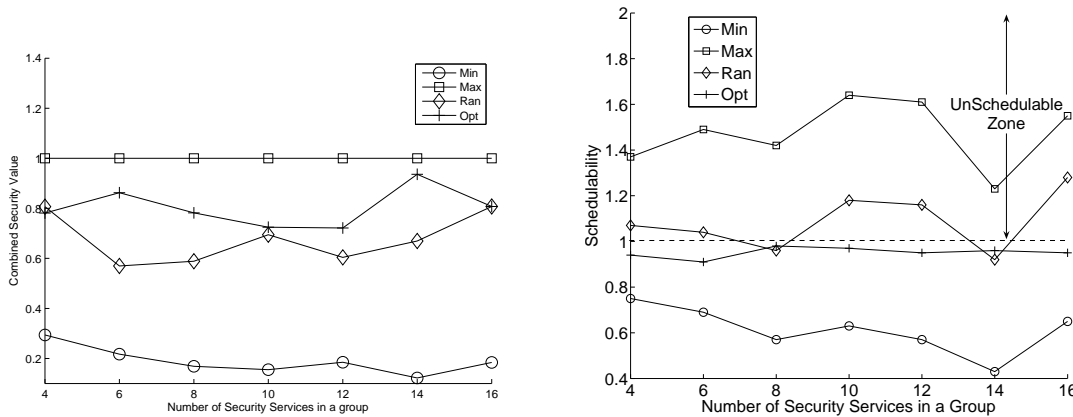 1.4
1.2
1
0.8
0.6
0.4
0.2
Combined Security Value
Min
Max
Ran
Opt
4 6 8 10 12 14 16
Number of Security Services in a group
2
1.8
1.6
1.4
1.2
1
0.8
0.6
0.4
Schedulability
Min
Max
Ran
Opt
UnSchedulable
Zone
4 6 8 10 12 14 16
Number of Security Services in a Group